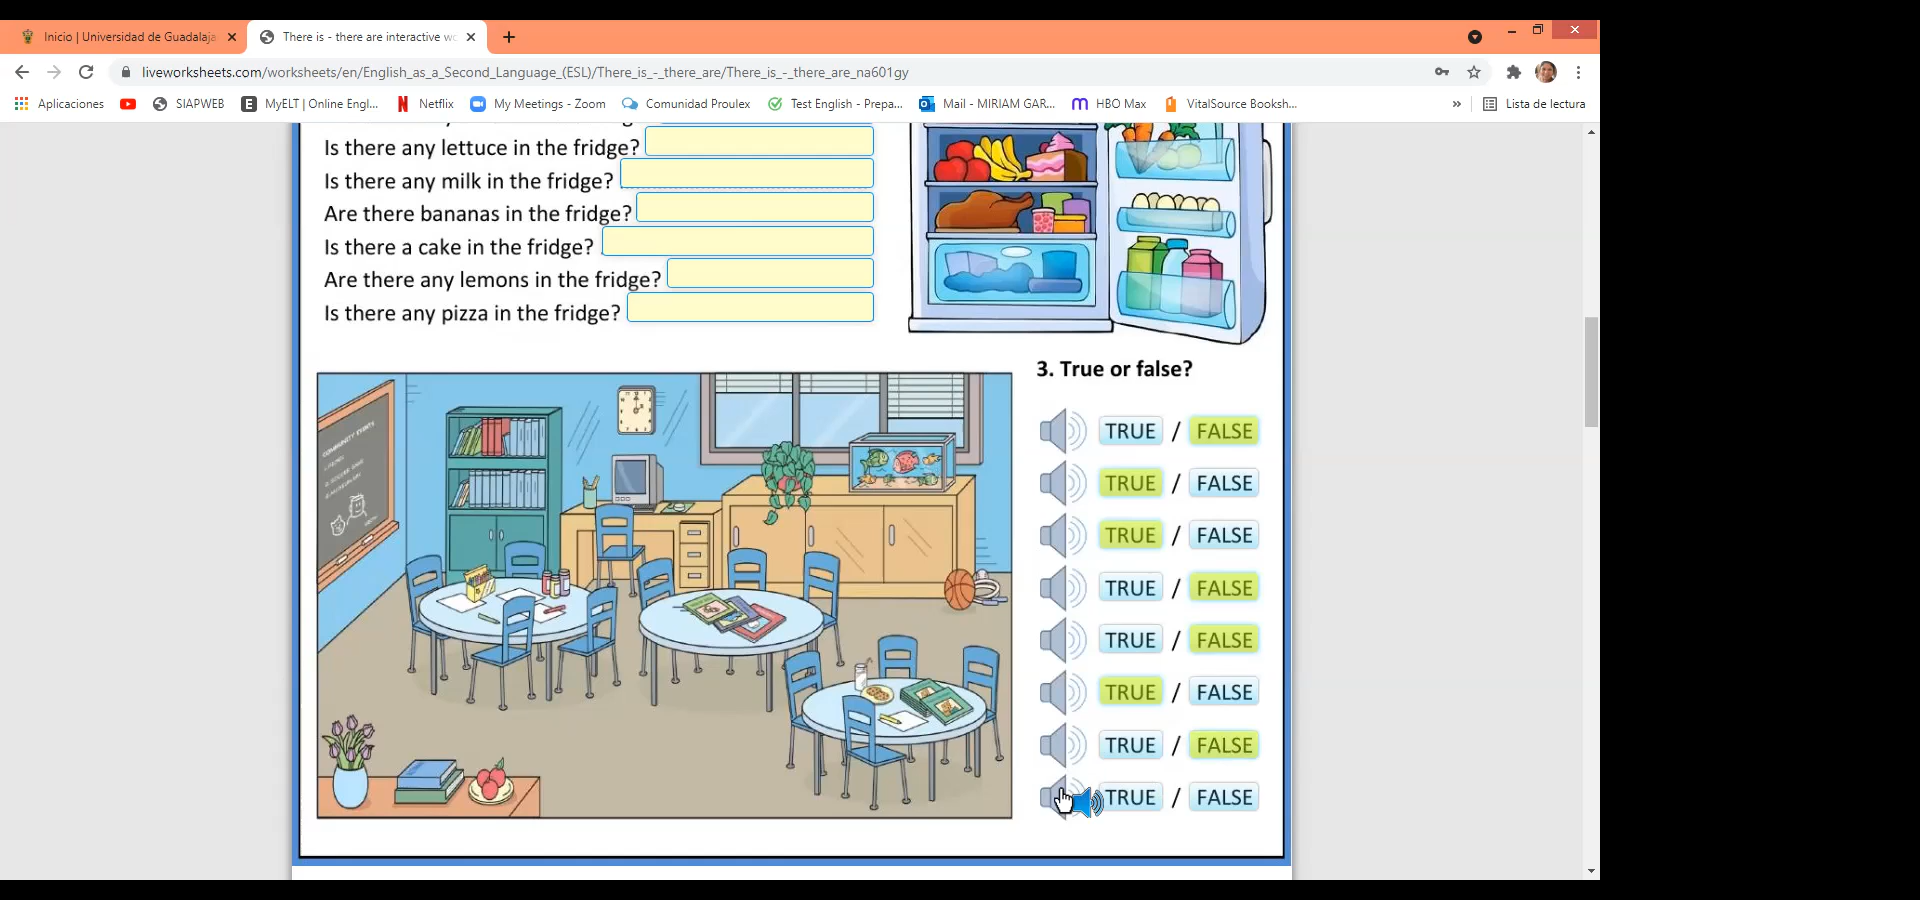 Inicio | Universidad de Guadalaja
There is - there are interactive wo
liveworksheets.com/worksheets/en/English_as_a_Second_Language_(ESL)/There_is_-_there_are/There_is_-_there_are_na601gy
Aplicaciones
SIAPWEB
MyELT | Online Engl...
Netflix
My Meetings - Zoom
Comunidad Proulex
Test English - Prepa...
Mail - MIRIAM GAR...
HBO Max
VitalSource Booksh...
»
Lista de lectura
Is there any lettuce in the fridge?
Is there any milk in the fridge?
Are there bananas in the fridge?
Is there a cake in the fridge?
Are there any lemons in the fridge?
Is there any pizza in the fridge?
3. True or false?
TRUE / FALSE
TRUE / FALSE
TRUE / FALSE
TRUE / FALSE
TRUE / FALSE
TRUE / FALSE
TRUE / FALSE
TRUE / FALSE
COMMUNITY EVENTS